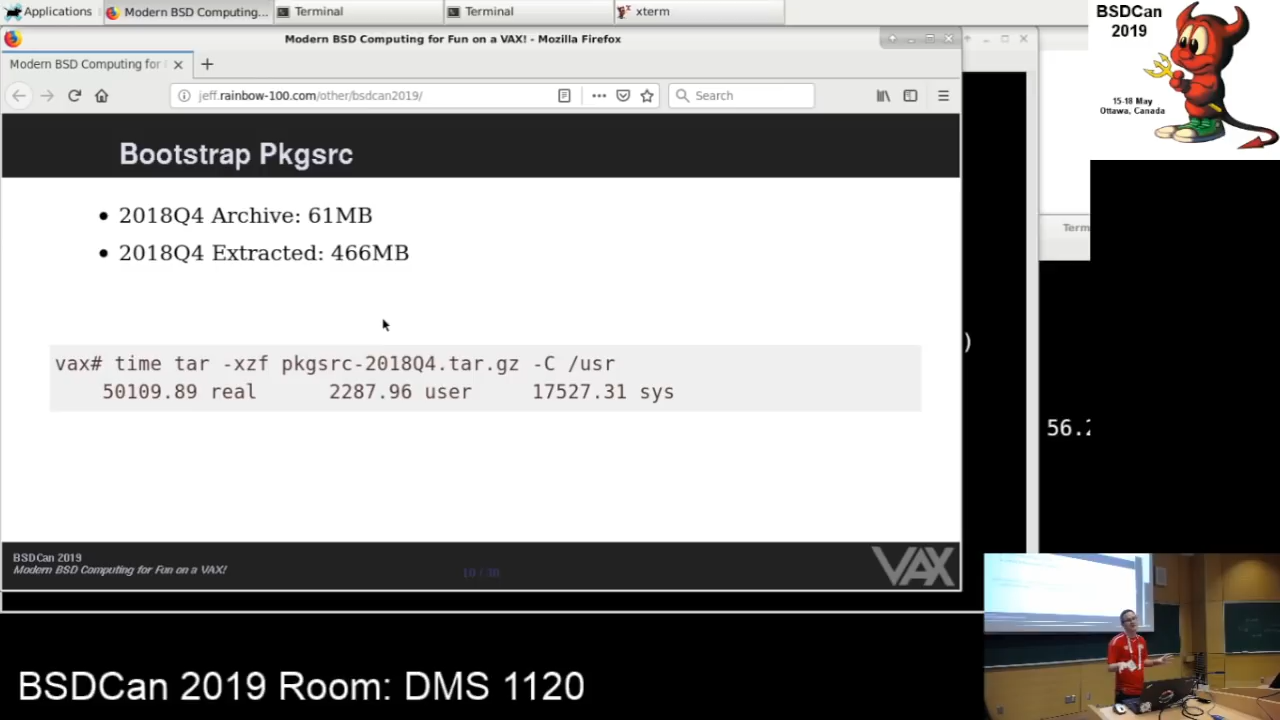 Applications
Modern BSD Computing...
Terminal
Terminal
xterm
Modern BSD Computing for Fun on a VAX! - Mozilla Firefox
Modern BSD Computing for
jeff.rainbow-100.com/other/bsdcan2019/
Search
Bootstrap Pkgsrc
• 2018Q4 Archive: 61MB
• 2018Q4 Extracted: 466MB
vax# time tar -xzf pkgsrc-2018Q4.tar.gz -C /usr
50109.89 real 2287.96 user 17527.31 sys
BSDCan 2019
Modern BSD Computing for Fun on a VAX!
VAX
Term
)
56.2
BSDCan
2019
15-18 May
Ottawa, Canada
BSDCan 2019 Room: DMS 1120